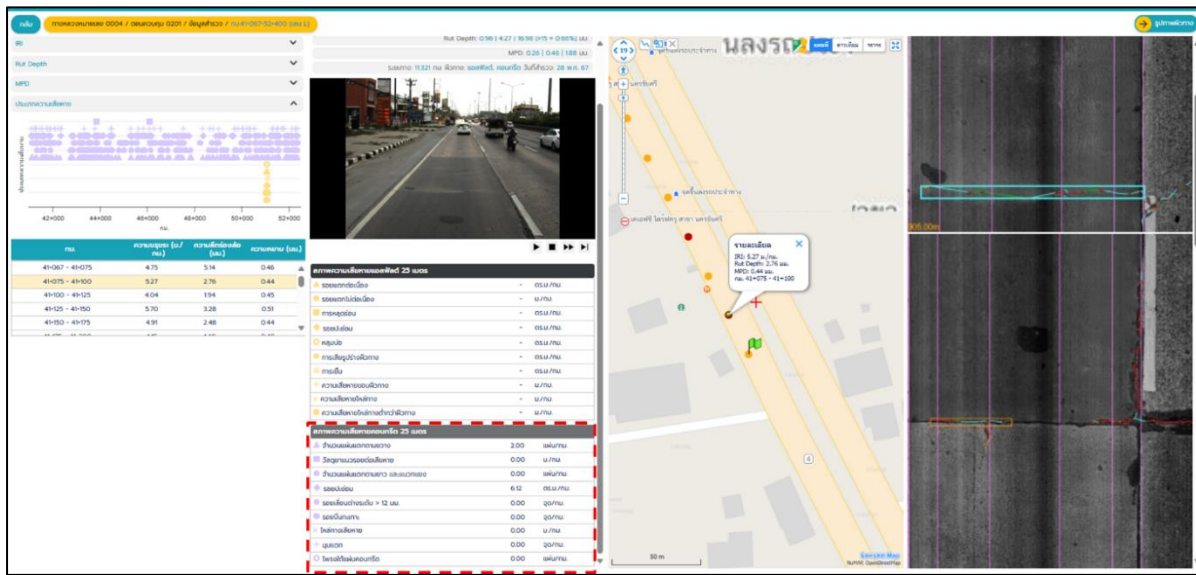 กลับ
ทางหลวงหมายเลข 0004 / ตอนควบคุม 0201 / ข้อมูลสำรวจ / กม.41+067-52+400 (เลน L)
รูปภาพผิวทาง
IRI
Rut Depth
MPD
ประเภทความเสียหาย
42+000 44+000 46+000 48+000 50+000 52+000
กม.
กม. ความขรุขระ (ม./กม.) ความลึกร่องล้อ (มม.) ความหยาบ (มม.)
41+067 - 41+075 4.75 5.14 0.46
41+075 - 41+100 5.27 2.76 0.44
41+100 - 41+125 4.04 1.94 0.45
41+125 - 41+150 5.70 3.28 0.51
41+150 - 41+175 4.91 2.48 0.44
MPD: 0.26 | 0.46 | 1.88 มม.
ระยะทาง: 11.321 กม. ผิวทาง: แอสฟัลต์, คอนกรีต วันที่สำรวจ: 28 พ.ค. 67
สภาพความเสียหายแอสฟัลต์ 25 เมตร
รอยแตกต่อเนื่อง - ตร.ม./กม.
รอยแตกไม่ต่อเนื่อง - ม./กม.
การหลุดร่อน - ตร.ม./กม.
รอยปะซ่อม - ตร.ม./กม.
หลุมบ่อ - ตร.ม./กม.
การเสียรูปร่างผิวทาง - ตร.ม./กม.
การเยิ้ม - ตร.ม./กม.
ความเสียหายขอบผิวทาง - ม./กม.
ความเสียหายไหล่ทาง - ม./กม.
ความเสียหายไหล่ทางต่ำกว่าผิวทาง - ม./กม.
สภาพความเสียหายคอนกรีต 25 เมตร
จำนวนแผ่นแตกตามขวาง 2.00 แผ่น/กม.
วัสดุยาแนวรอยต่อเสียหาย 0.00 ม./กม.
จำนวนแผ่นแตกตามยาว และแนวทแยง 0.00 แผ่น/กม.
รอยปะซ่อม 6.12 ตร.ม./กม.
รอยเลื่อนต่างระดับ > 12 มม. 0.00 จุด/กม.
รอยบิ่นกะเทาะ 0.00 จุด/กม.
ไหล่ทางเสียหาย 0.00 ม./กม.
มุมแตก 0.00 จุด/กม.
โพรงใต้แผ่นคอนกรีต 0.00 แผ่น/กม.
19
รายละเอียด
IRI: 5.27 ม./กม.
Rut Depth: 2.76 มม.
MPD: 0.44 มม.
กม. 41+075 - 41+100
4
50 m
NuMAP, OpenStreetMap